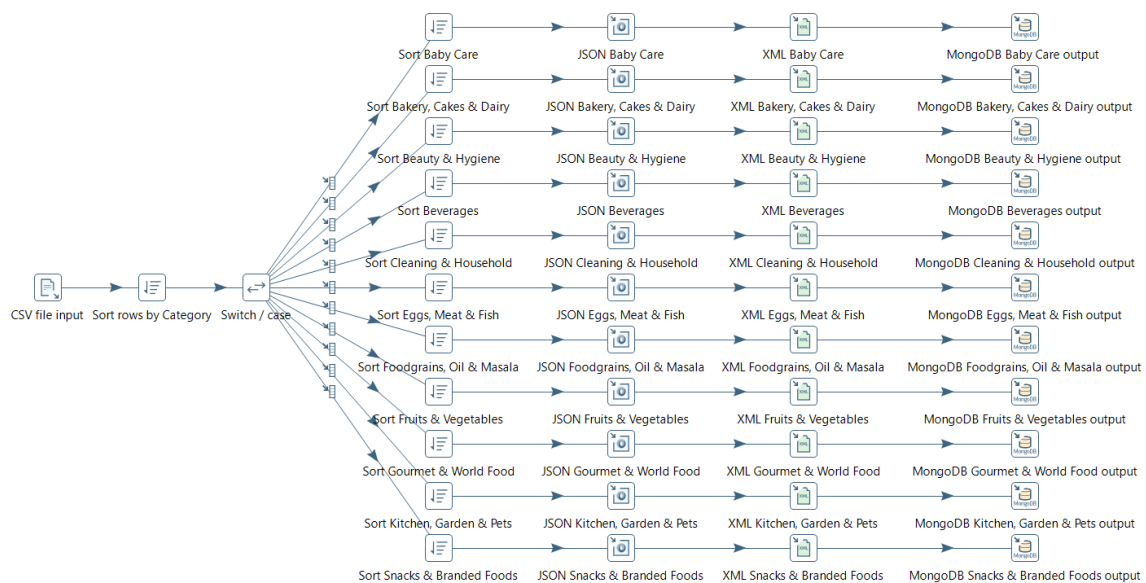 Sort Baby Care JSON Baby Care XML Baby Care MongoDB Baby Care output
Sort Bakery, Cakes & Dairy JSON Bakery, Cakes & Dairy XML Bakery, Cakes & Dairy MongoDB Bakery, Cakes & Dairy output
Sort Beauty & Hygiene JSON Beauty & Hygiene XML Beauty & Hygiene MongoDB Beauty & Hygiene output
Sort Beverages JSON Beverages XML Beverages MongoDB Beverages output
Sort Cleaning & Household JSON Cleaning & Household XML Cleaning & Household MongoDB Cleaning & Household output
CSV file input Sort rows by Category Switch / case Sort Eggs, Meat & Fish JSON Eggs, Meat & Fish XML Eggs, Meat & Fish MongoDB Eggs, Meat & Fish output
Sort Foodgrains, Oil & Masala JSON Foodgrains, Oil & Masala XML Foodgrains, Oil & Masala MongoDB Foodgrains, Oil & Masala output
Sort Fruits & Vegetables JSON Fruits & Vegetables XML Fruits & Vegetables MongoDB Fruits & Vegetables output
Sort Gourmet & World Food JSON Gourmet & World Food XML Gourmet & World Food MongoDB Gourmet & World Food output
Sort Kitchen, Garden & Pets JSON Kitchen, Garden & Pets XML Kitchen, Garden & Pets MongoDB Kitchen, Garden & Pets output
Sort Snacks & Branded Foods JSON Snacks & Branded Foods XML Snacks & Branded Foods MongoDB Snacks & Branded Foods output